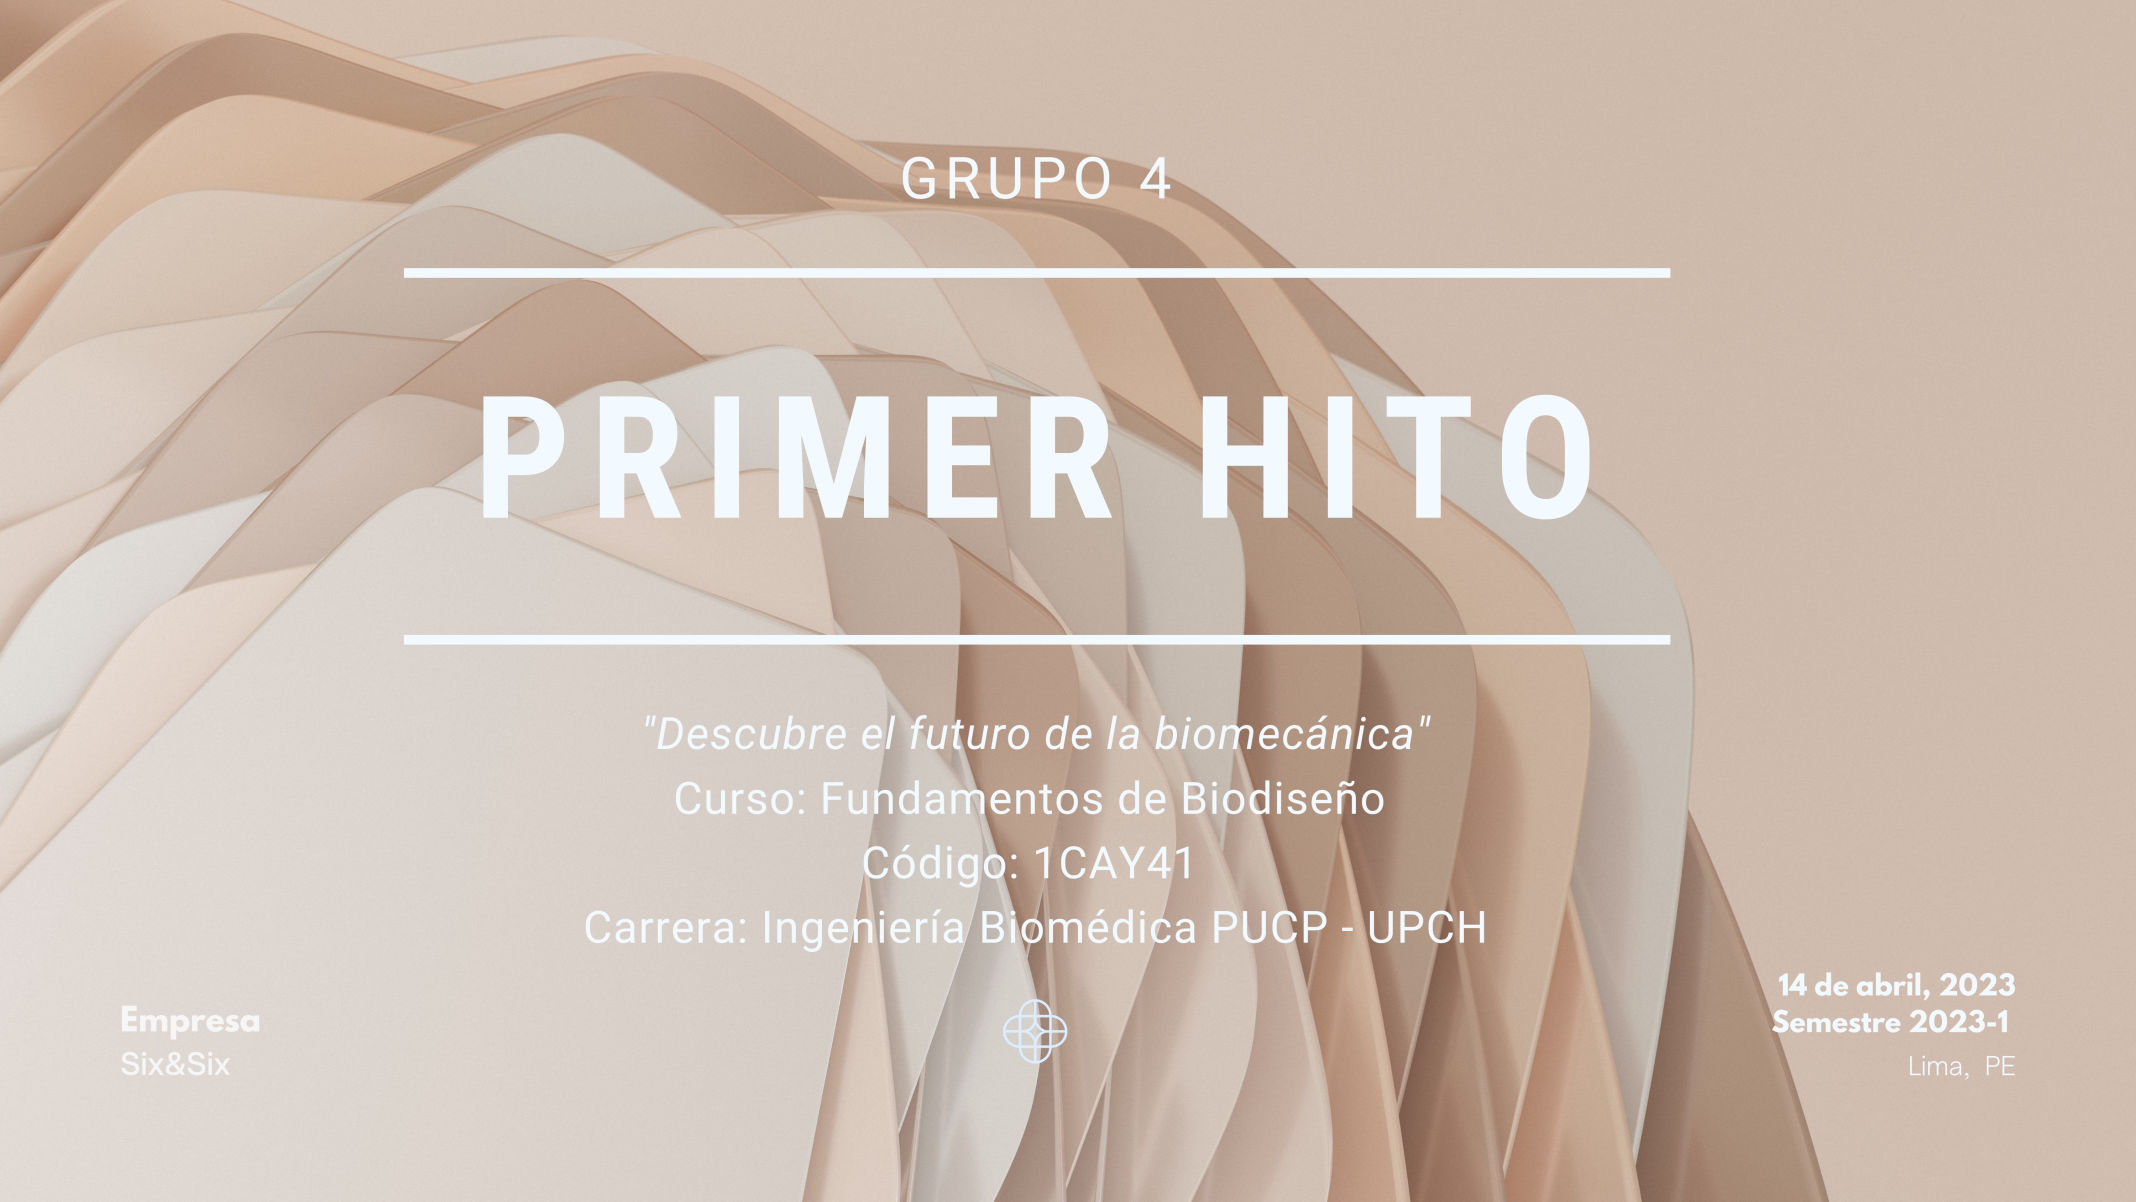 GRUPO 4
PRIMER HITO
"Descubre el futuro de la biomecánica"
Curso: Fundamentos de Biodiseño
Código: 1CAY41
Carrera: Ingeniería Biomédica PUCP - UPCH
Empresa
Six&Six
14 de abril, 2023
Semestre 2023-1
Lima, PE